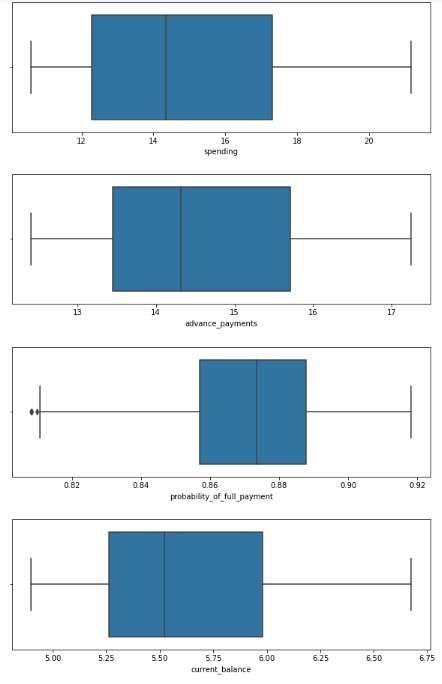 12 14 16 18 20
spending
13 14 15 16 17
advance_payments
0.82 0.84 0.86 0.88 0.90 0.92
probability_of_full_payment
5.00 5.25 5.50 5.75 6.00 6.25 6.50 6.75
current_balance